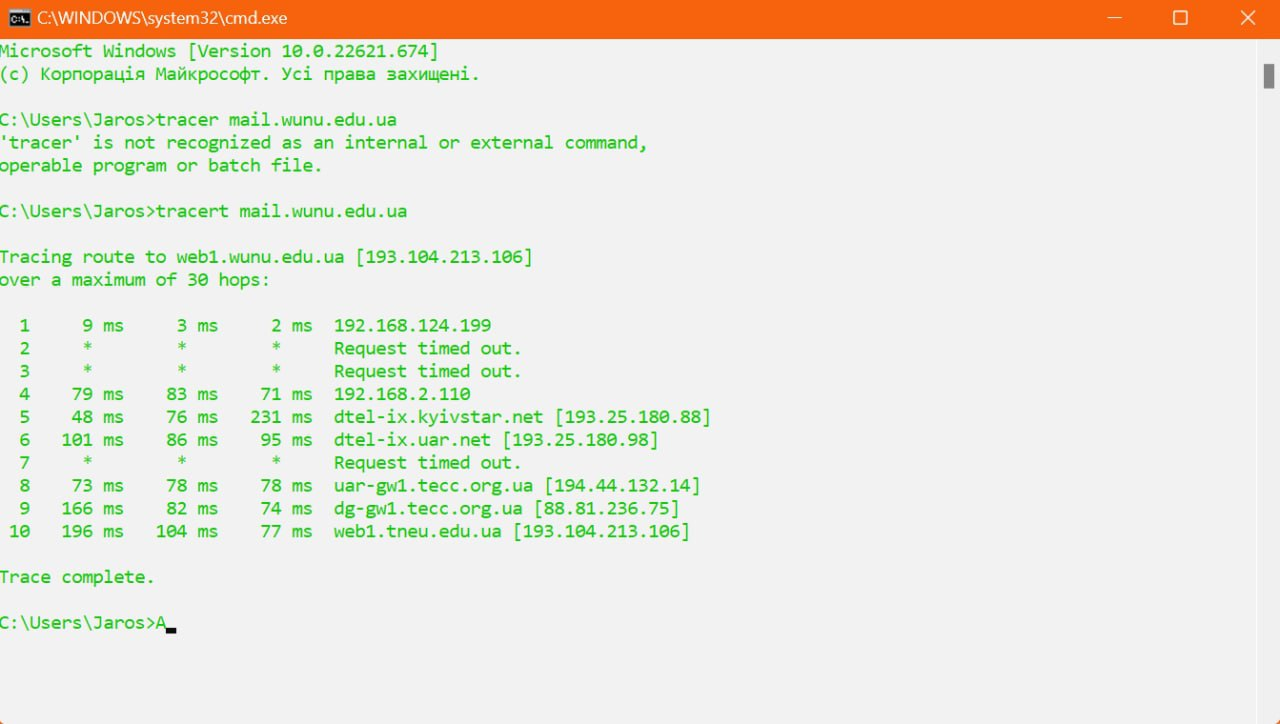 C:\WINDOWS\system32\cmd.exe
Microsoft Windows [Version 10.0.22621.674]
(c) Корпорація Майкрософт. Усі права захищені.
C:\Users\Jaros>tracer mail.wunu.edu.ua
'tracer' is not recognized as an internal or external command,
operable program or batch file.
C:\Users\Jaros>tracert mail.wunu.edu.ua
Tracing route to web1.wunu.edu.ua [193.104.213.106]
over a maximum of 30 hops:
1 9 ms 3 ms 2 ms 192.168.124.199
2 * * * Request timed out.
3 * * * Request timed out.
4 79 ms 83 ms 71 ms 192.168.2.110
5 48 ms 76 ms 231 ms dtel-ix.kyivstar.net [193.25.180.88]
6 101 ms 86 ms 95 ms dtel-ix.uar.net [193.25.180.98]
7 * * * Request timed out.
8 73 ms 78 ms 78 ms uar-gw1.tecc.org.ua [194.44.132.14]
9 166 ms 82 ms 74 ms dg-gw1.tecc.org.ua [88.81.236.75]
10 196 ms 104 ms 77 ms web1.tneu.edu.ua [193.104.213.106]
Trace complete.
C:\Users\Jaros>A